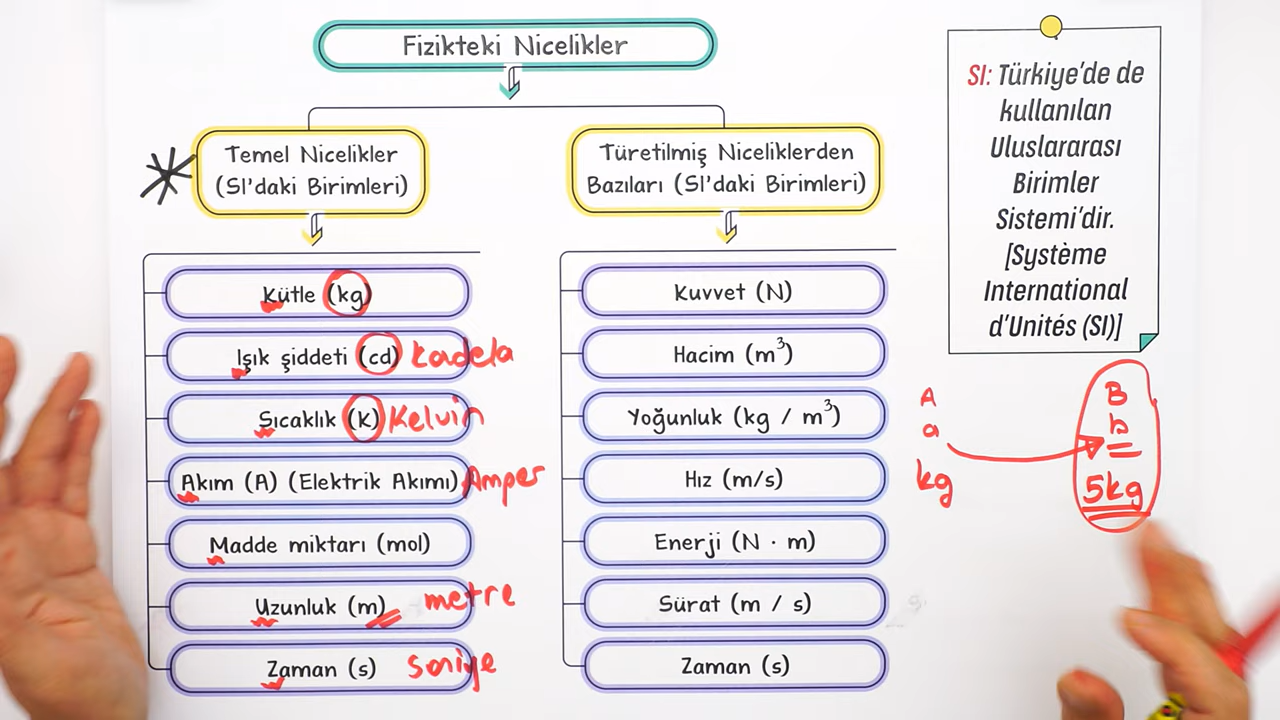 Fizikteki Nicelikler
Temel Nicelikler
(SI'daki Birimleri)
Kütle (kg)
Işık şiddeti (cd) kadela
Sıcaklık (K) Kelvin
Akım (A) (Elektrik Akımı) Amper
Madde miktarı (mol)
Uzunluk (m) metre
Zaman (s) saniye
Türetilmiş Niceliklerden
Bazıları (SI'daki Birimleri)
Kuvvet (N)
Hacim (m³)
Yoğunluk (kg / m³)
Hız (m/s)
Enerji (N · m)
Sürat (m / s)
Zaman (s)
SI: Türkiye'de de
kullanılan
Uluslararası
Birimler
Sistemi'dir.
[Système
International
d'Unités (SI)]
A
a
kg
B
b
5kg